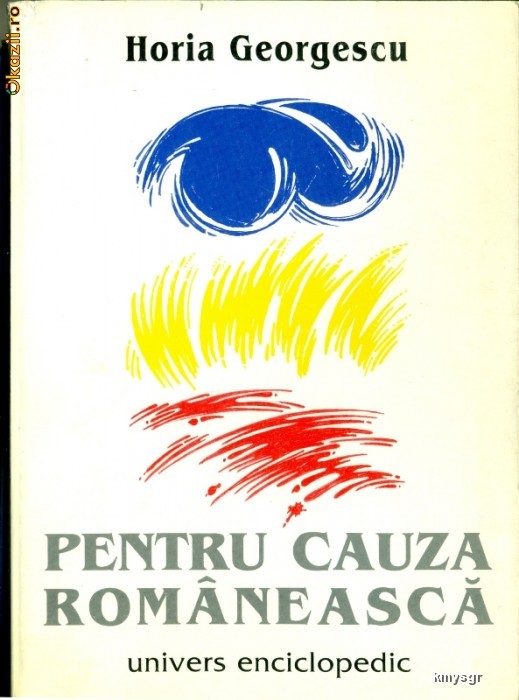 Okazii.ro
Horia Georgescu
PENTRU CAUZA
ROMÂNEASCĂ
univers enciclopedic
kmysgr